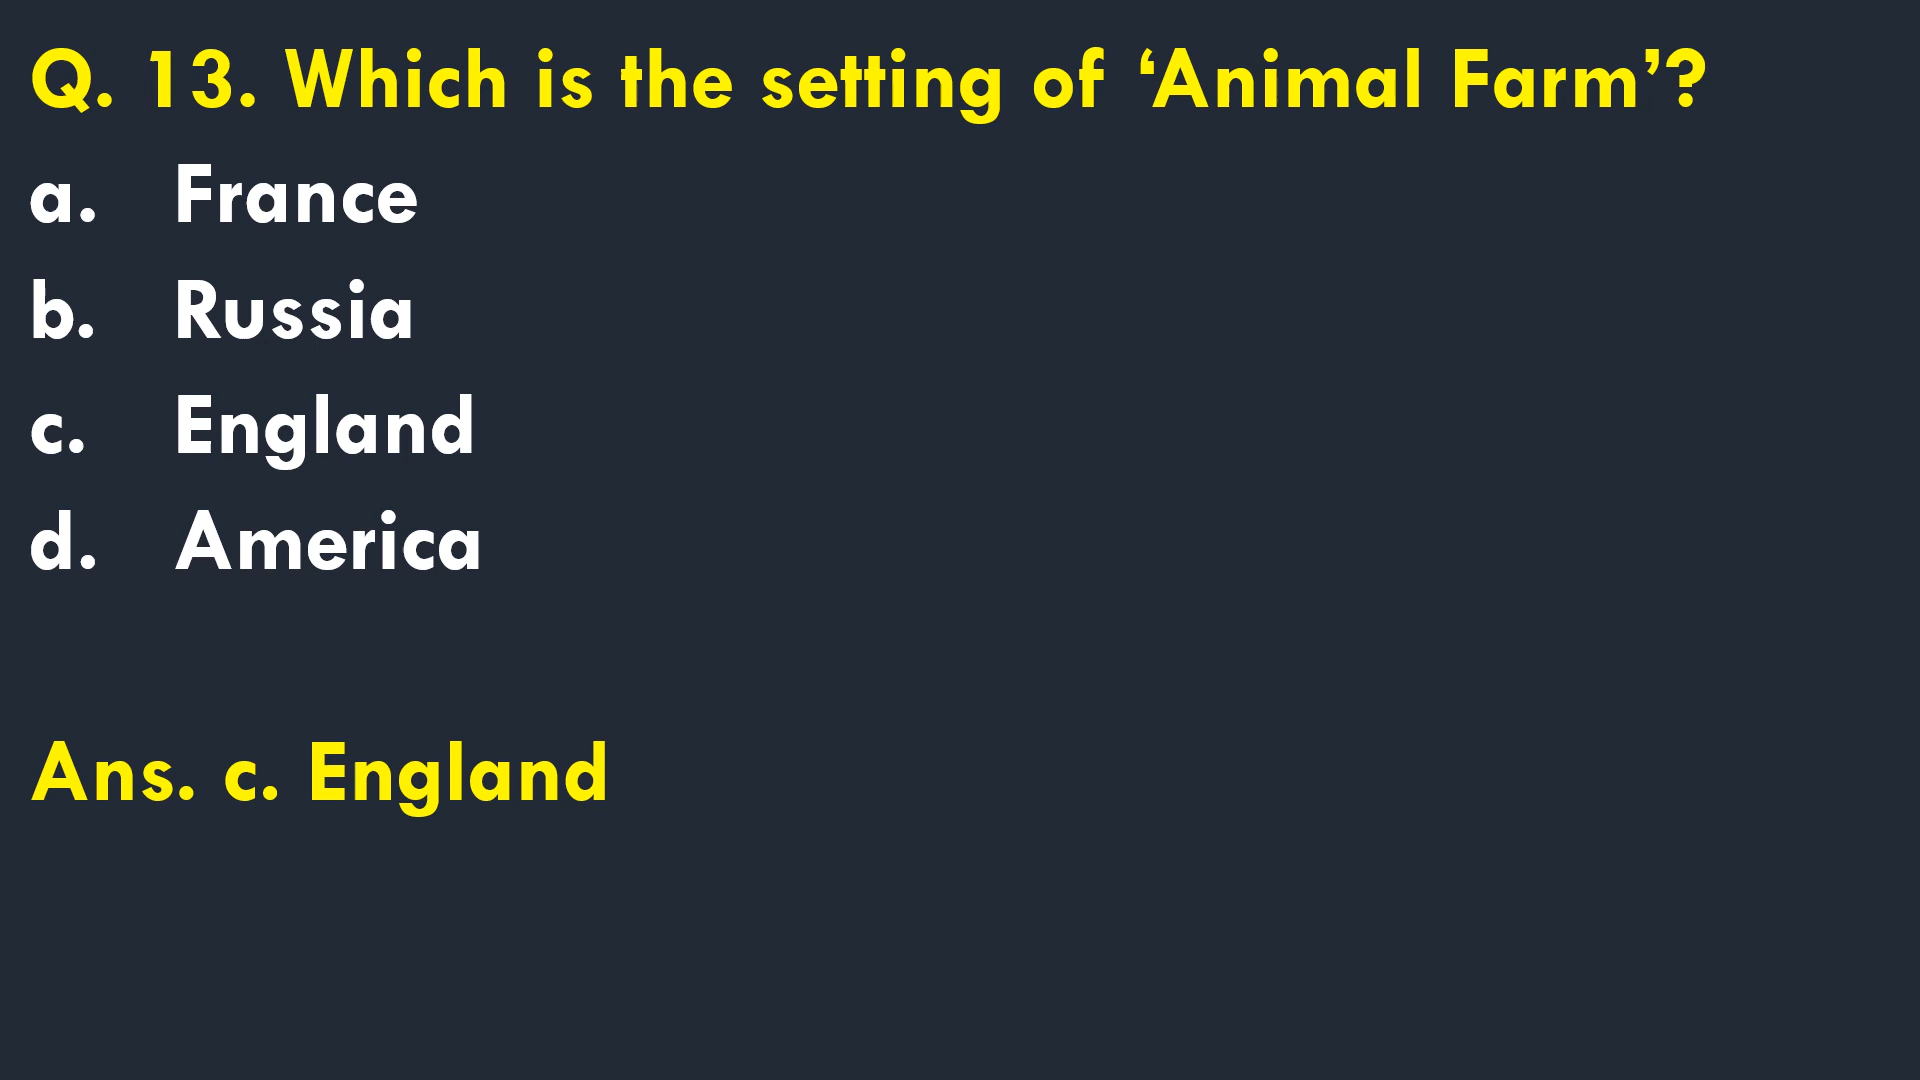 Q. 13. Which is the setting of ‘Animal Farm’?
a. France
b. Russia
c. England
d. America
Ans. c. England